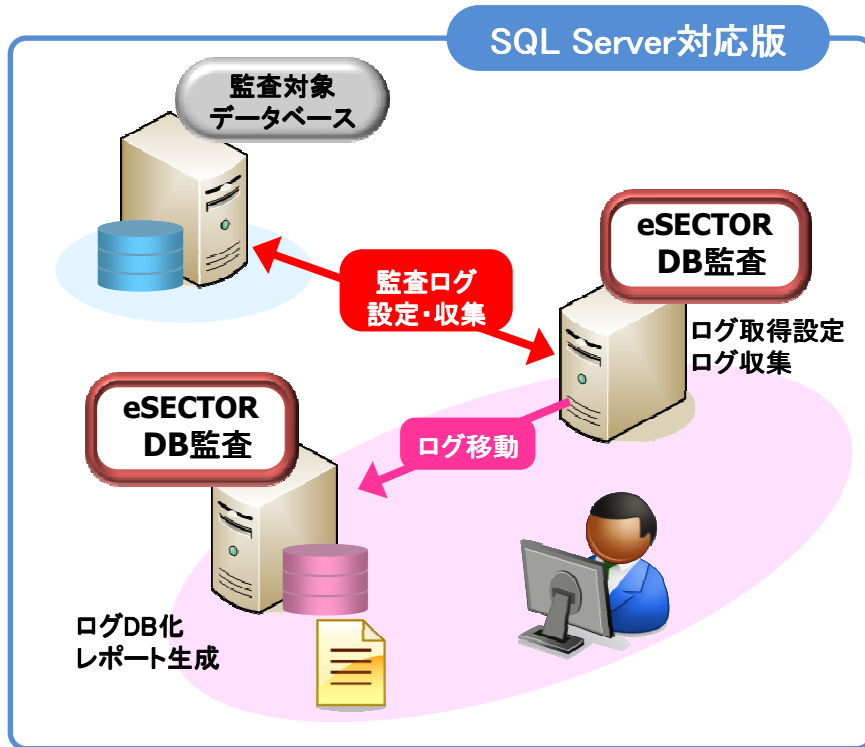 SQL Server対応版
監査対象
データベース
eSECTOR
DB監査
監査ログ
設定・収集
ログ取得設定
ログ収集
eSECTOR
DB監査
ログ移動
ログDB化
レポート生成